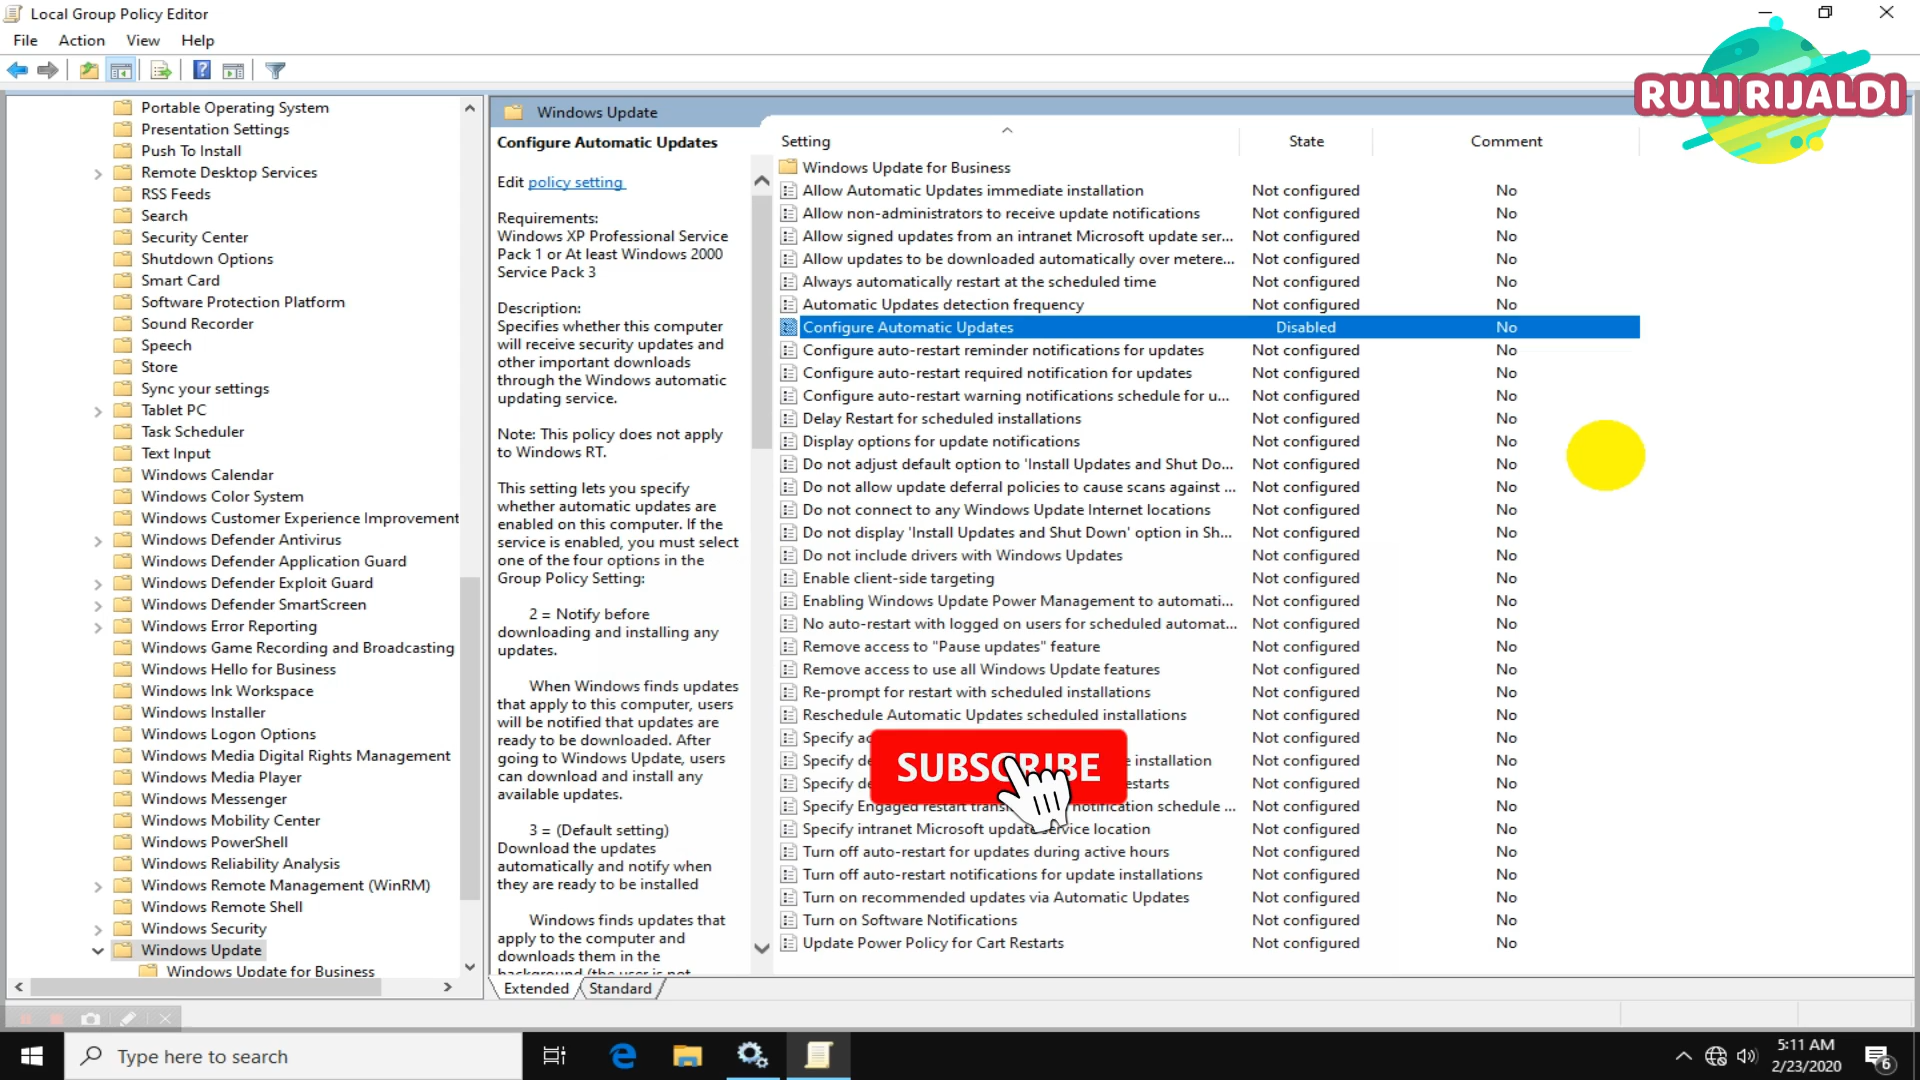 Local Group Policy Editor
File Action View Help
RULI RIJALDI
Portable Operating System
Presentation Settings
Push To Install
Remote Desktop Services
RSS Feeds
Search
Security Center
Shutdown Options
Smart Card
Software Protection Platform
Sound Recorder
Speech
Store
Sync your settings
Tablet PC
Task Scheduler
Text Input
Windows Calendar
Windows Color System
Windows Customer Experience Improvement
Windows Defender Antivirus
Windows Defender Application Guard
Windows Defender Exploit Guard
Windows Defender SmartScreen
Windows Error Reporting
Windows Game Recording and Broadcasting
Windows Hello for Business
Windows Ink Workspace
Windows Installer
Windows Logon Options
Windows Media Digital Rights Management
Windows Media Player
Windows Messenger
Windows Mobility Center
Windows PowerShell
Windows Reliability Analysis
Windows Remote Management (WinRM)
Windows Remote Shell
Windows Security
Windows Update
Windows Update for Business
Windows Update
Configure Automatic Updates
Edit policy setting
Requirements:
Windows XP Professional Service
Pack 1 or At least Windows 2000
Service Pack 3
Description:
Specifies whether this computer
will receive security updates and
other important downloads
through the Windows automatic
updating service.
Note: This policy does not apply
to Windows RT.
This setting lets you specify
whether automatic updates are
enabled on this computer. If the
service is enabled, you must select
one of the four options in the
Group Policy Setting:
2 = Notify before
downloading and installing any
updates.
When Windows finds updates
that apply to this computer, users
will be notified that updates are
ready to be downloaded. After
going to Windows Update, users
can download and install any
available updates.
3 = (Default setting)
Download the updates
automatically and notify when
they are ready to be installed
Windows finds updates that
apply to the computer and
downloads them in the
background (the user is not
Setting State Comment
Windows Update for Business
Allow Automatic Updates immediate installation Not configured No
Allow non-administrators to receive update notifications Not configured No
Allow signed updates from an intranet Microsoft update ser... Not configured No
Allow updates to be downloaded automatically over metere... Not configured No
Always automatically restart at the scheduled time Not configured No
Automatic Updates detection frequency Not configured No
Configure Automatic Updates Disabled No
Configure auto-restart reminder notifications for updates Not configured No
Configure auto-restart required notification for updates Not configured No
Configure auto-restart warning notifications schedule for u... Not configured No
Delay Restart for scheduled installations Not configured No
Display options for update notifications Not configured No
Do not adjust default option to 'Install Updates and Shut Do... Not configured No
Do not allow update deferral policies to cause scans against ... Not configured No
Do not connect to any Windows Update Internet locations Not configured No
Do not display 'Install Updates and Shut Down' option in Sh... Not configured No
Do not include drivers with Windows Updates Not configured No
Enable client-side targeting Not configured No
Enabling Windows Update Power Management to automati... Not configured No
No auto-restart with logged on users for scheduled automat... Not configured No
Remove access to "Pause updates" feature Not configured No
Remove access to use all Windows Update features Not configured No
Re-prompt for restart with scheduled installations Not configured No
Reschedule Automatic Updates scheduled installations Not configured No
Specify Not configured No
Specify installation Not configured No
Specify Not configured No
Specify Engaged restart notification schedule ... Not configured No
Specify intranet Microsoft update service location Not configured No
Turn off auto-restart for updates during active hours Not configured No
Turn off auto-restart notifications for update installations Not configured No
Turn on recommended updates via Automatic Updates Not configured No
Turn on Software Notifications Not configured No
Update Power Policy for Cart Restarts Not configured No
SUBSCRIBE
Extended Standard
Type here to search
5:11 AM
2/23/2020
6